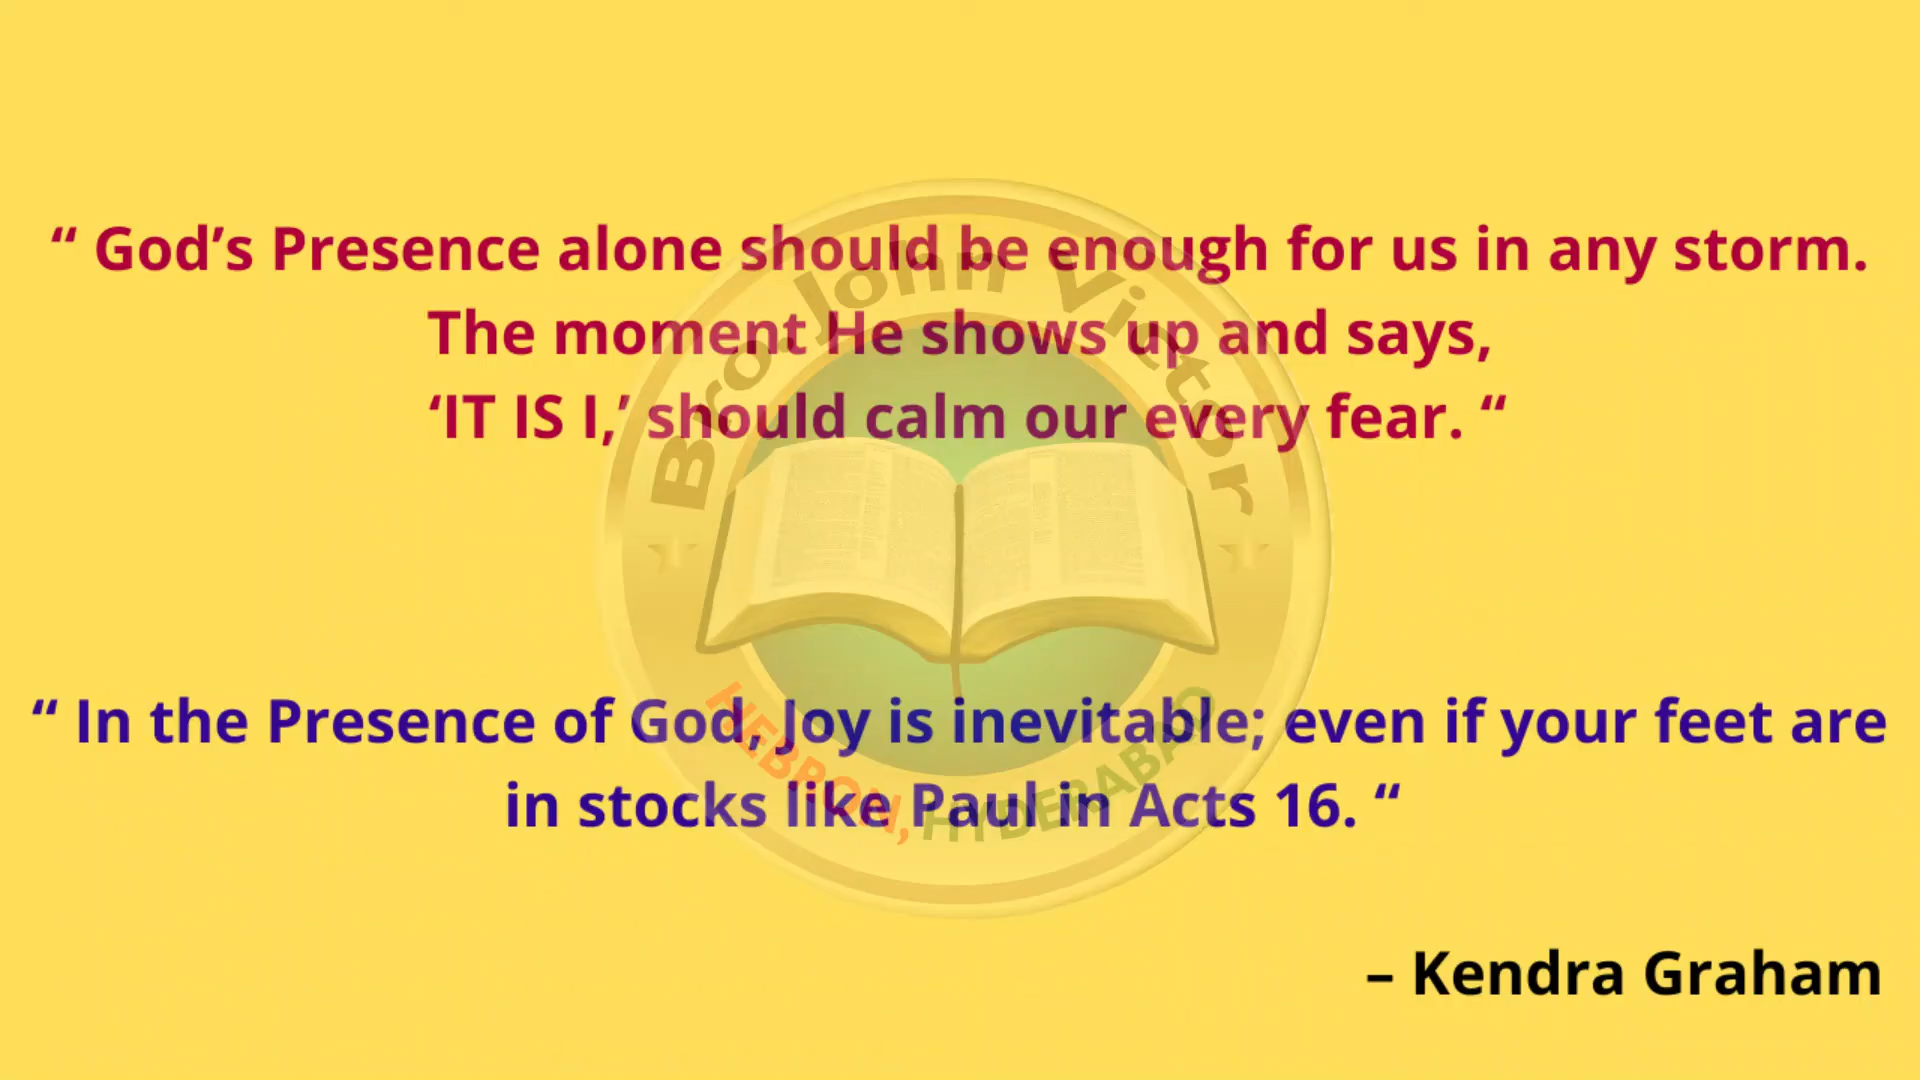 “ God’s Presence alone should be enough for us in any storm.
The moment He shows up and says,
‘IT IS I,’ should calm our every fear. “
Bro. John Victor
“ In the Presence of God, Joy is inevitable; even if your feet are
in stocks like Paul in Acts 16. “
HEBRON, HYDERABAD
– Kendra Graham